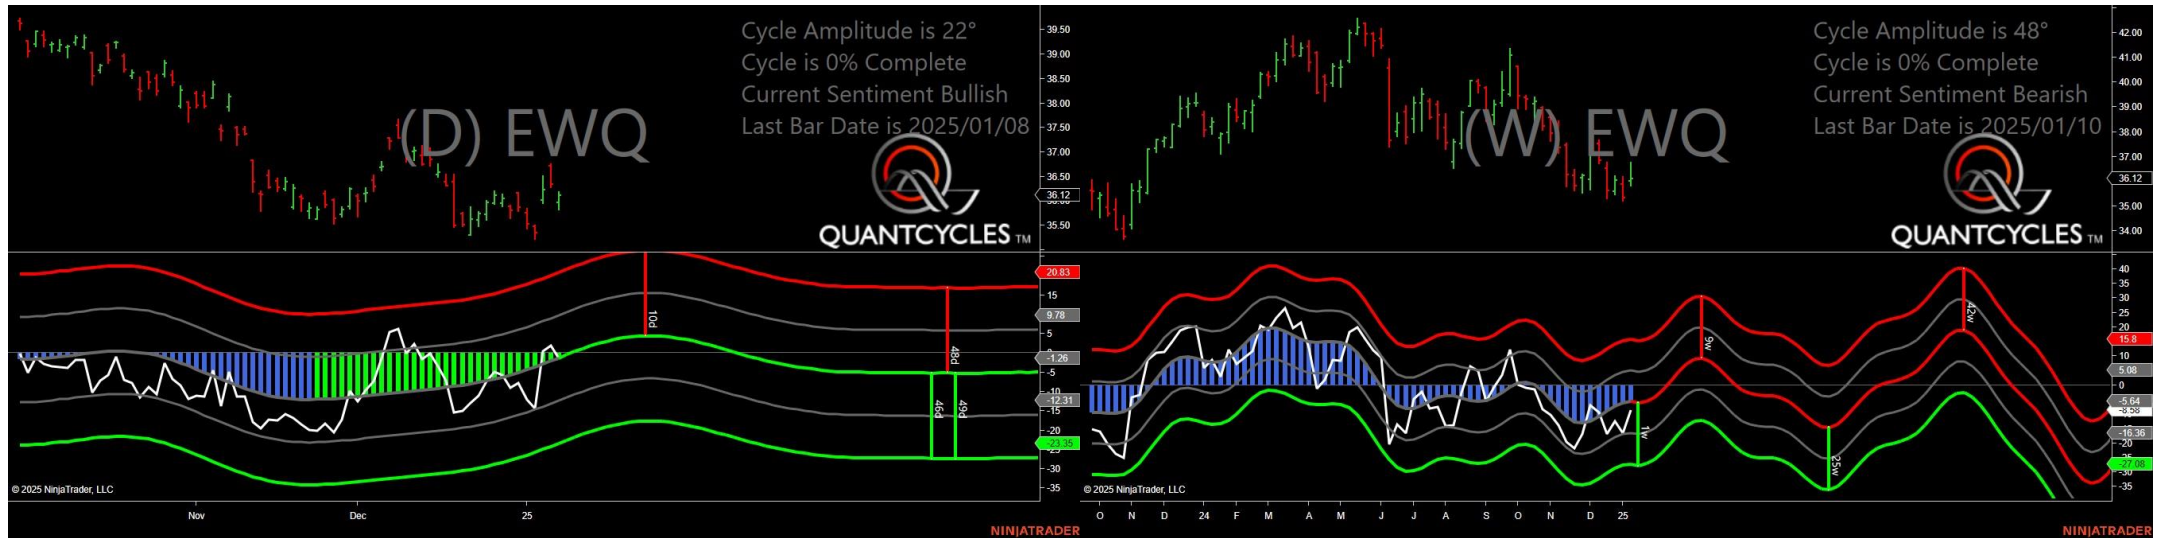 Cycle Amplitude is 22°
Cycle is 0% Complete
Current Sentiment Bullish
Last Bar Date is 2025/01/08
(D) EWQ
QUANTCYCLES TM
39.50
39.00
38.50
38.00
37.50
37.00
36.50
36.12
35.50
20.83
15
9.78
5
-1.26
-5
-10
-12.31
-15
-20
-23.35
-30
-35
10d
48d
46d
49d
© 2025 NinjaTrader, LLC
Nov
Dec
25
NINJATRADER
Cycle Amplitude is 48°
Cycle is 0% Complete
Current Sentiment Bearish
Last Bar Date is 2025/01/10
(W) EWQ
QUANTCYCLES TM
42.00
41.00
40.00
39.00
38.00
37.00
36.12
35.00
34.00
40
35
30
25
20
15.8
10
5.08
0
-5.64
-8.58
-16.36
-20
-27.08
-30
-35
9w
42w
1w
25w
© 2025 NinjaTrader, LLC
O N D 24 F M A M J J A S O N D 25
NINJATRADER